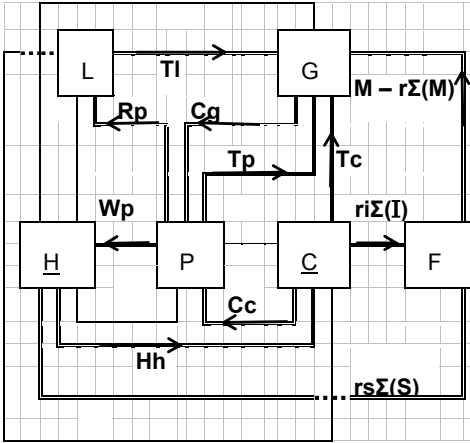 L
G
Tl
M – rΣ(M)
Rp
Cg
Tp
Tc
Wp
riΣ(I)
H
P
C
F
Cc
Hh
rsΣ(S)